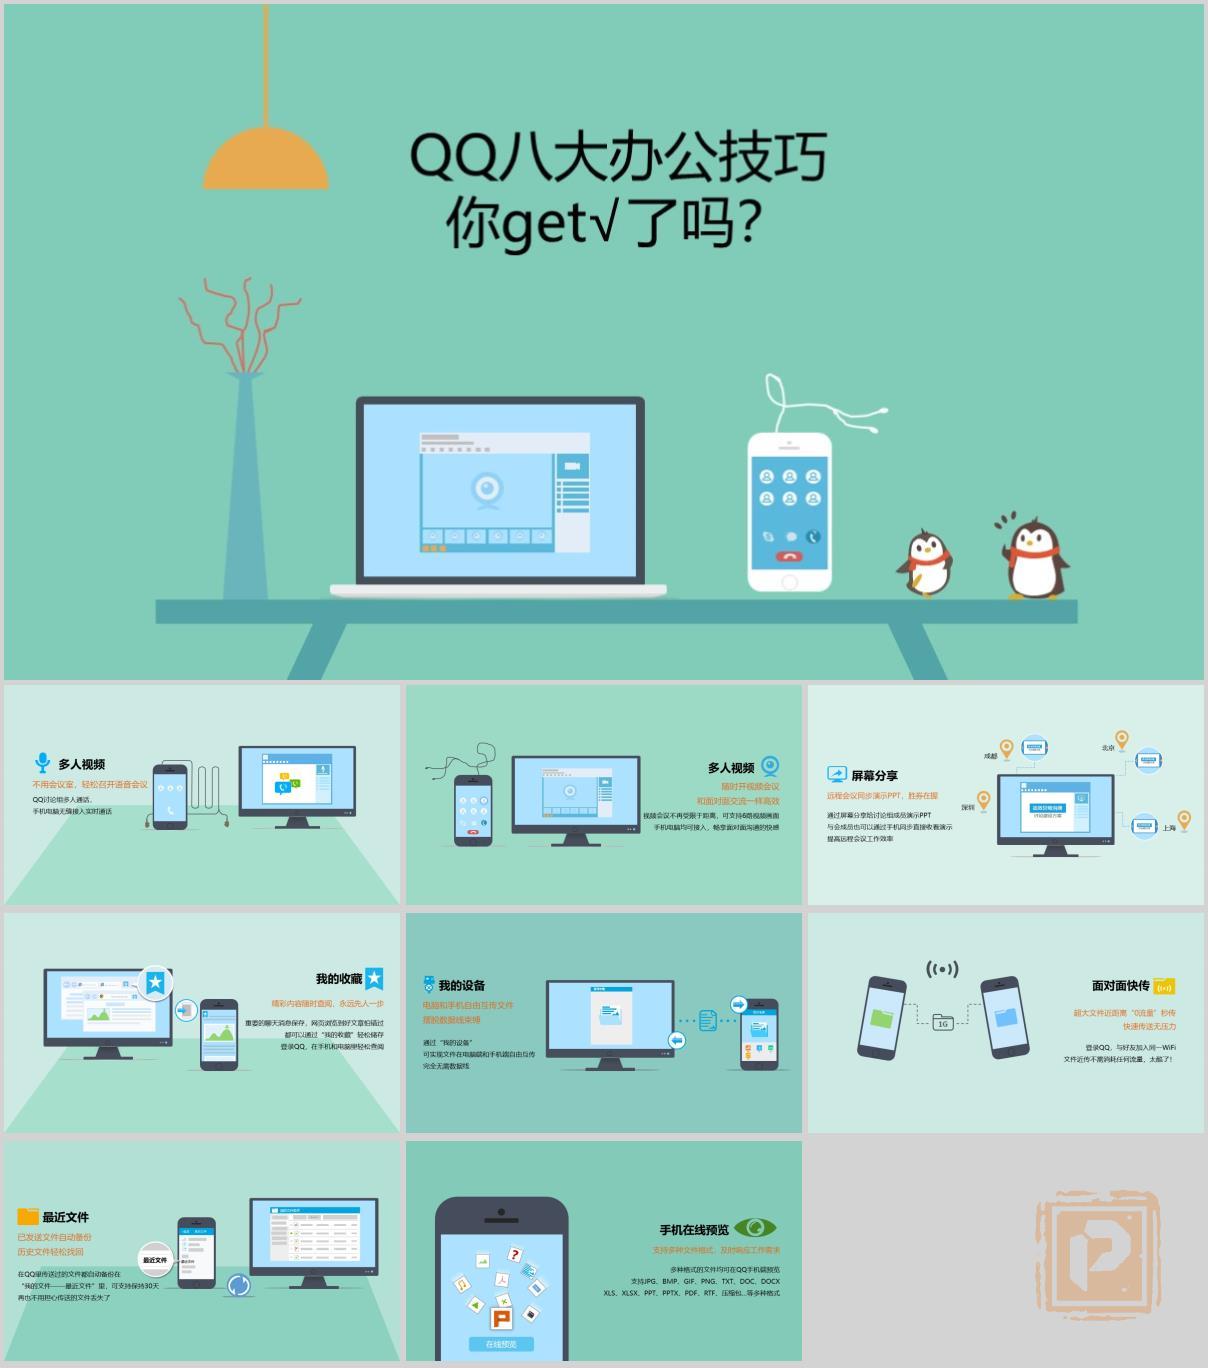 QQ八大办公技巧
你get√了吗?
多人视频
不用会议室，轻松召开语音会议
QQ讨论组多人通话，
手机电脑无缝接入实时通话
多人视频
随时开视频会议
和面对面交流一样高效
视频会议不再受限于距离，可支持6路视频画面
手机电脑均可接入，畅享面对面沟通的快感
屏幕分享
远程会议同步演示PPT，胜券在握
通过屏幕分享给讨论组成员演示PPT
与会成员也可以通过手机同步直接收看演示
提高远程会议工作效率
成都
北京
深圳
上海
我的收藏
精彩内容随时查阅，永远先人一步
重要的聊天消息保存，网页浏览到好文章怕错过
都可以通过“我的收藏”轻松储存
登录QQ，在手机和电脑里轻松查阅
我的设备
电脑和手机自由互传文件
摆脱数据线束缚
通过“我的设备”
可实现文件在电脑端和手机端自由互传
完全无需数据线
1G
面对面快传
超大文件近距离“0流量”秒传
快速传送无压力
登录QQ，与好友加入同一WiFi
文件近传不需消耗任何流量，太酷了！
最近文件
已发送文件自动备份
历史文件轻松找回
在QQ里传送过的文件都自动备份在
“我的文件——最近文件”里，可支持保持30天
再也不用担心传送的文件丢失了
最近文件
手机在线预览
支持多种文件格式，及时响应工作需求
多种格式的文件均可在QQ手机端预览
支持JPG、BMP、GIF、PNG、TXT、DOC、DOCX
XLS、XLSX、PPT、PPTX、PDF、RTF、压缩包...等多种格式
?
P
在线预览
P